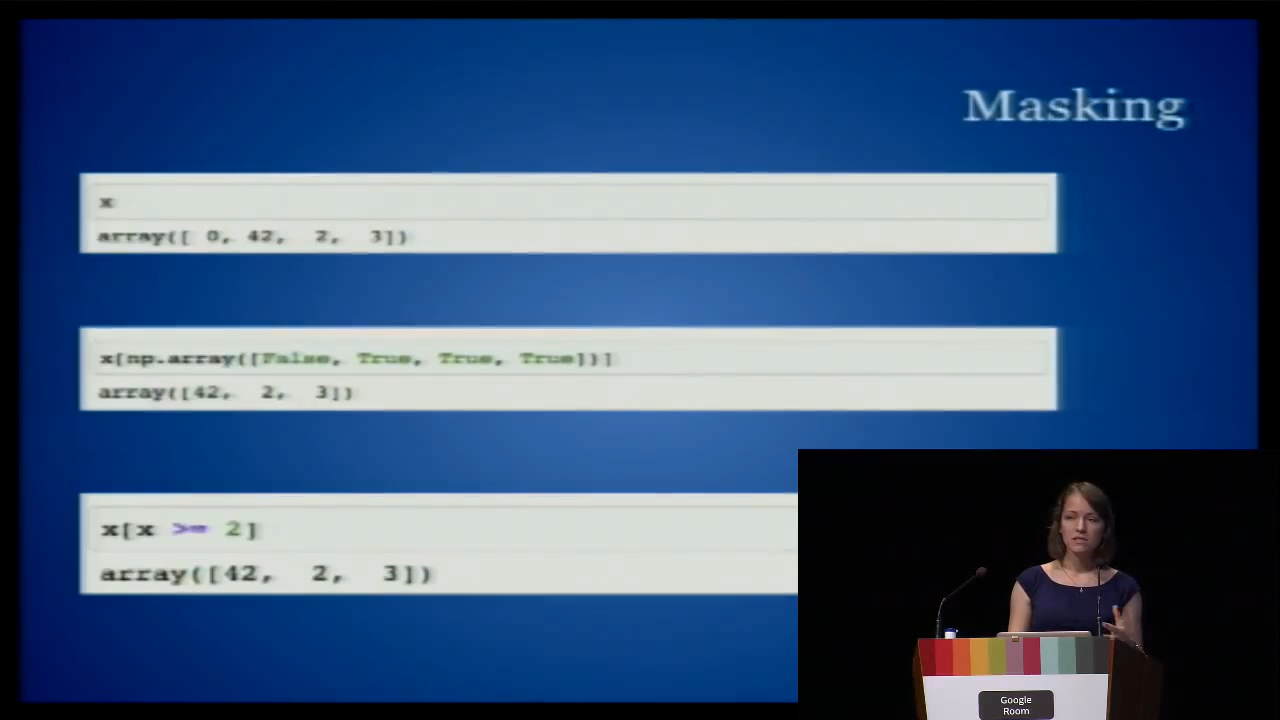 Masking
x
array([ 0, 42,  2,  3])
x[np.array([False, True, True, True])]
array([42,  2,  3])
x[x >= 2]
array([42,  2,  3])
Google
Room